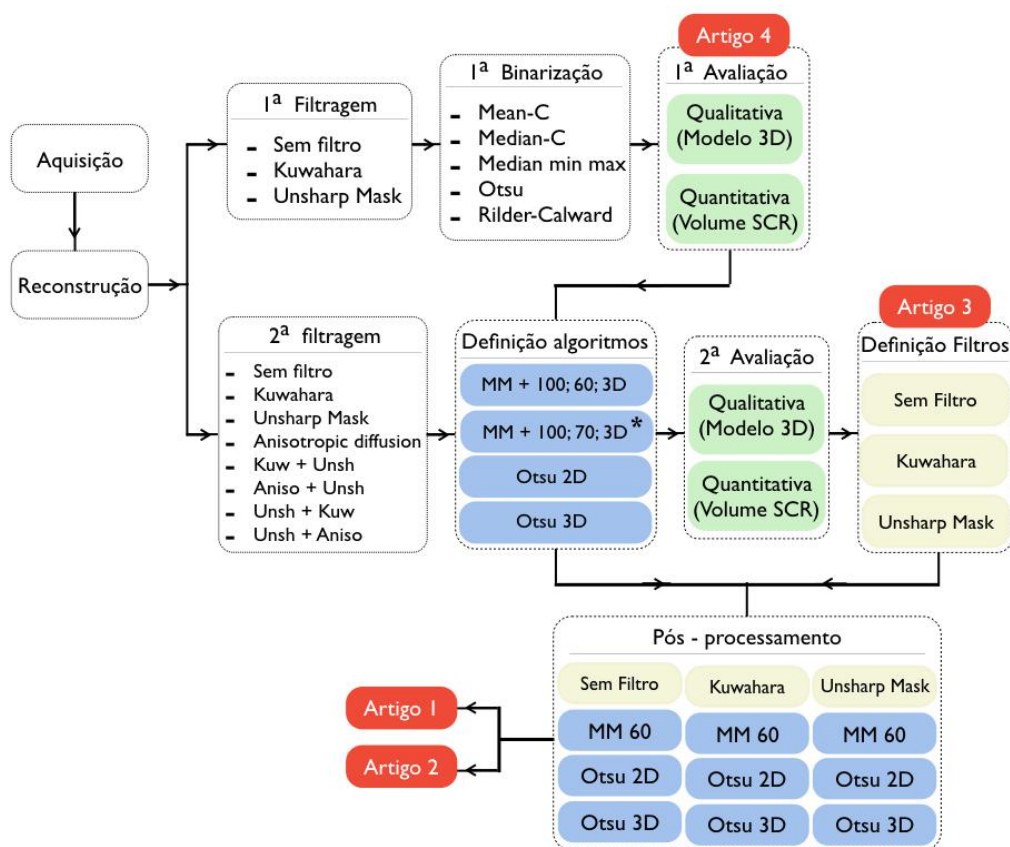 Aquisição
Reconstrução
1ª Filtragem
- Sem filtro
- Kuwahara
- Unsharp Mask
1ª Binarização
- Mean-C
- Median-C
- Median min max
- Otsu
- Rilder-Calward
Artigo 4
1ª Avaliação
Qualitativa
(Modelo 3D)
Quantitativa
(Volume SCR)
2ª filtragem
- Sem filtro
- Kuwahara
- Unsharp Mask
- Anisotropic diffusion
- Kuw + Unsh
- Aniso + Unsh
- Unsh + Kuw
- Unsh + Aniso
Definição algoritmos
MM + 100; 60; 3D
MM + 100; 70; 3D*
Otsu 2D
Otsu 3D
2ª Avaliação
Qualitativa
(Modelo 3D)
Quantitativa
(Volume SCR)
Artigo 3
Definição Filtros
Sem Filtro
Kuwahara
Unsharp Mask
Pós - processamento
Sem Filtro Kuwahara Unsharp Mask
MM 60 MM 60 MM 60
Otsu 2D Otsu 2D Otsu 2D
Otsu 3D Otsu 3D Otsu 3D
Artigo 1
Artigo 2